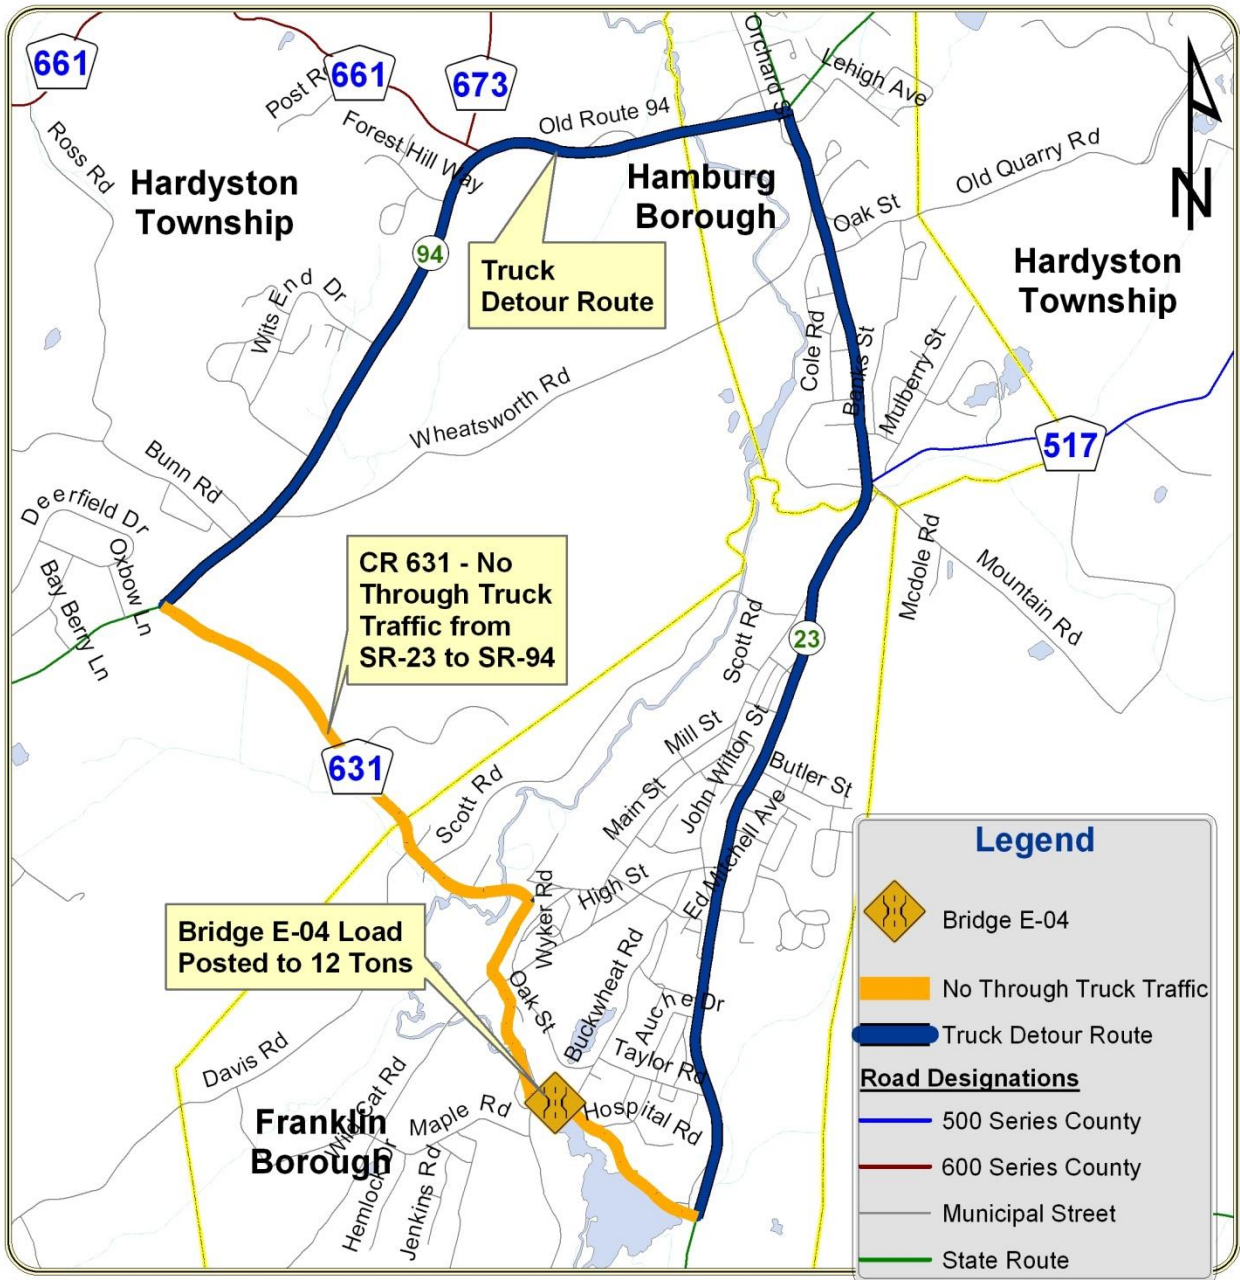 661
661
673
Post Rd
Orchard St
Lehigh Ave
Old Route 94
Forest Hill Way
Ross Rd
Hardyston
Township
Hamburg
Borough
Old Quarry Rd
N
Oak St
94
Truck
Detour Route
Hardyston
Township
Wits End Dr
Cole Rd
Banks St
Mulberry St
Wheatsworth Rd
517
Bunn Rd
Deerfield Dr
Oxbow Ln
Bay Berry Ln
CR 631 - No
Through Truck
Traffic from
SR-23 to SR-94
Mcdole Rd
Mountain Rd
Scott Rd
23
Mill St
John Wilton St
Butler St
631
Scott Rd
Main St
Ed Mitchell Ave
High St
Wyker Rd
Bridge E-04 Load
Posted to 12 Tons
Oak St
Buckwheat Rd
Auche Dr
Taylor Rd
Davis Rd
Wild Cat Rd
Maple Rd
Hospital Rd
Franklin
Borough
Hemlock Dr
Jenkins Rd
Legend
Bridge E-04
No Through Truck Traffic
Truck Detour Route
Road Designations
500 Series County
600 Series County
Municipal Street
State Route